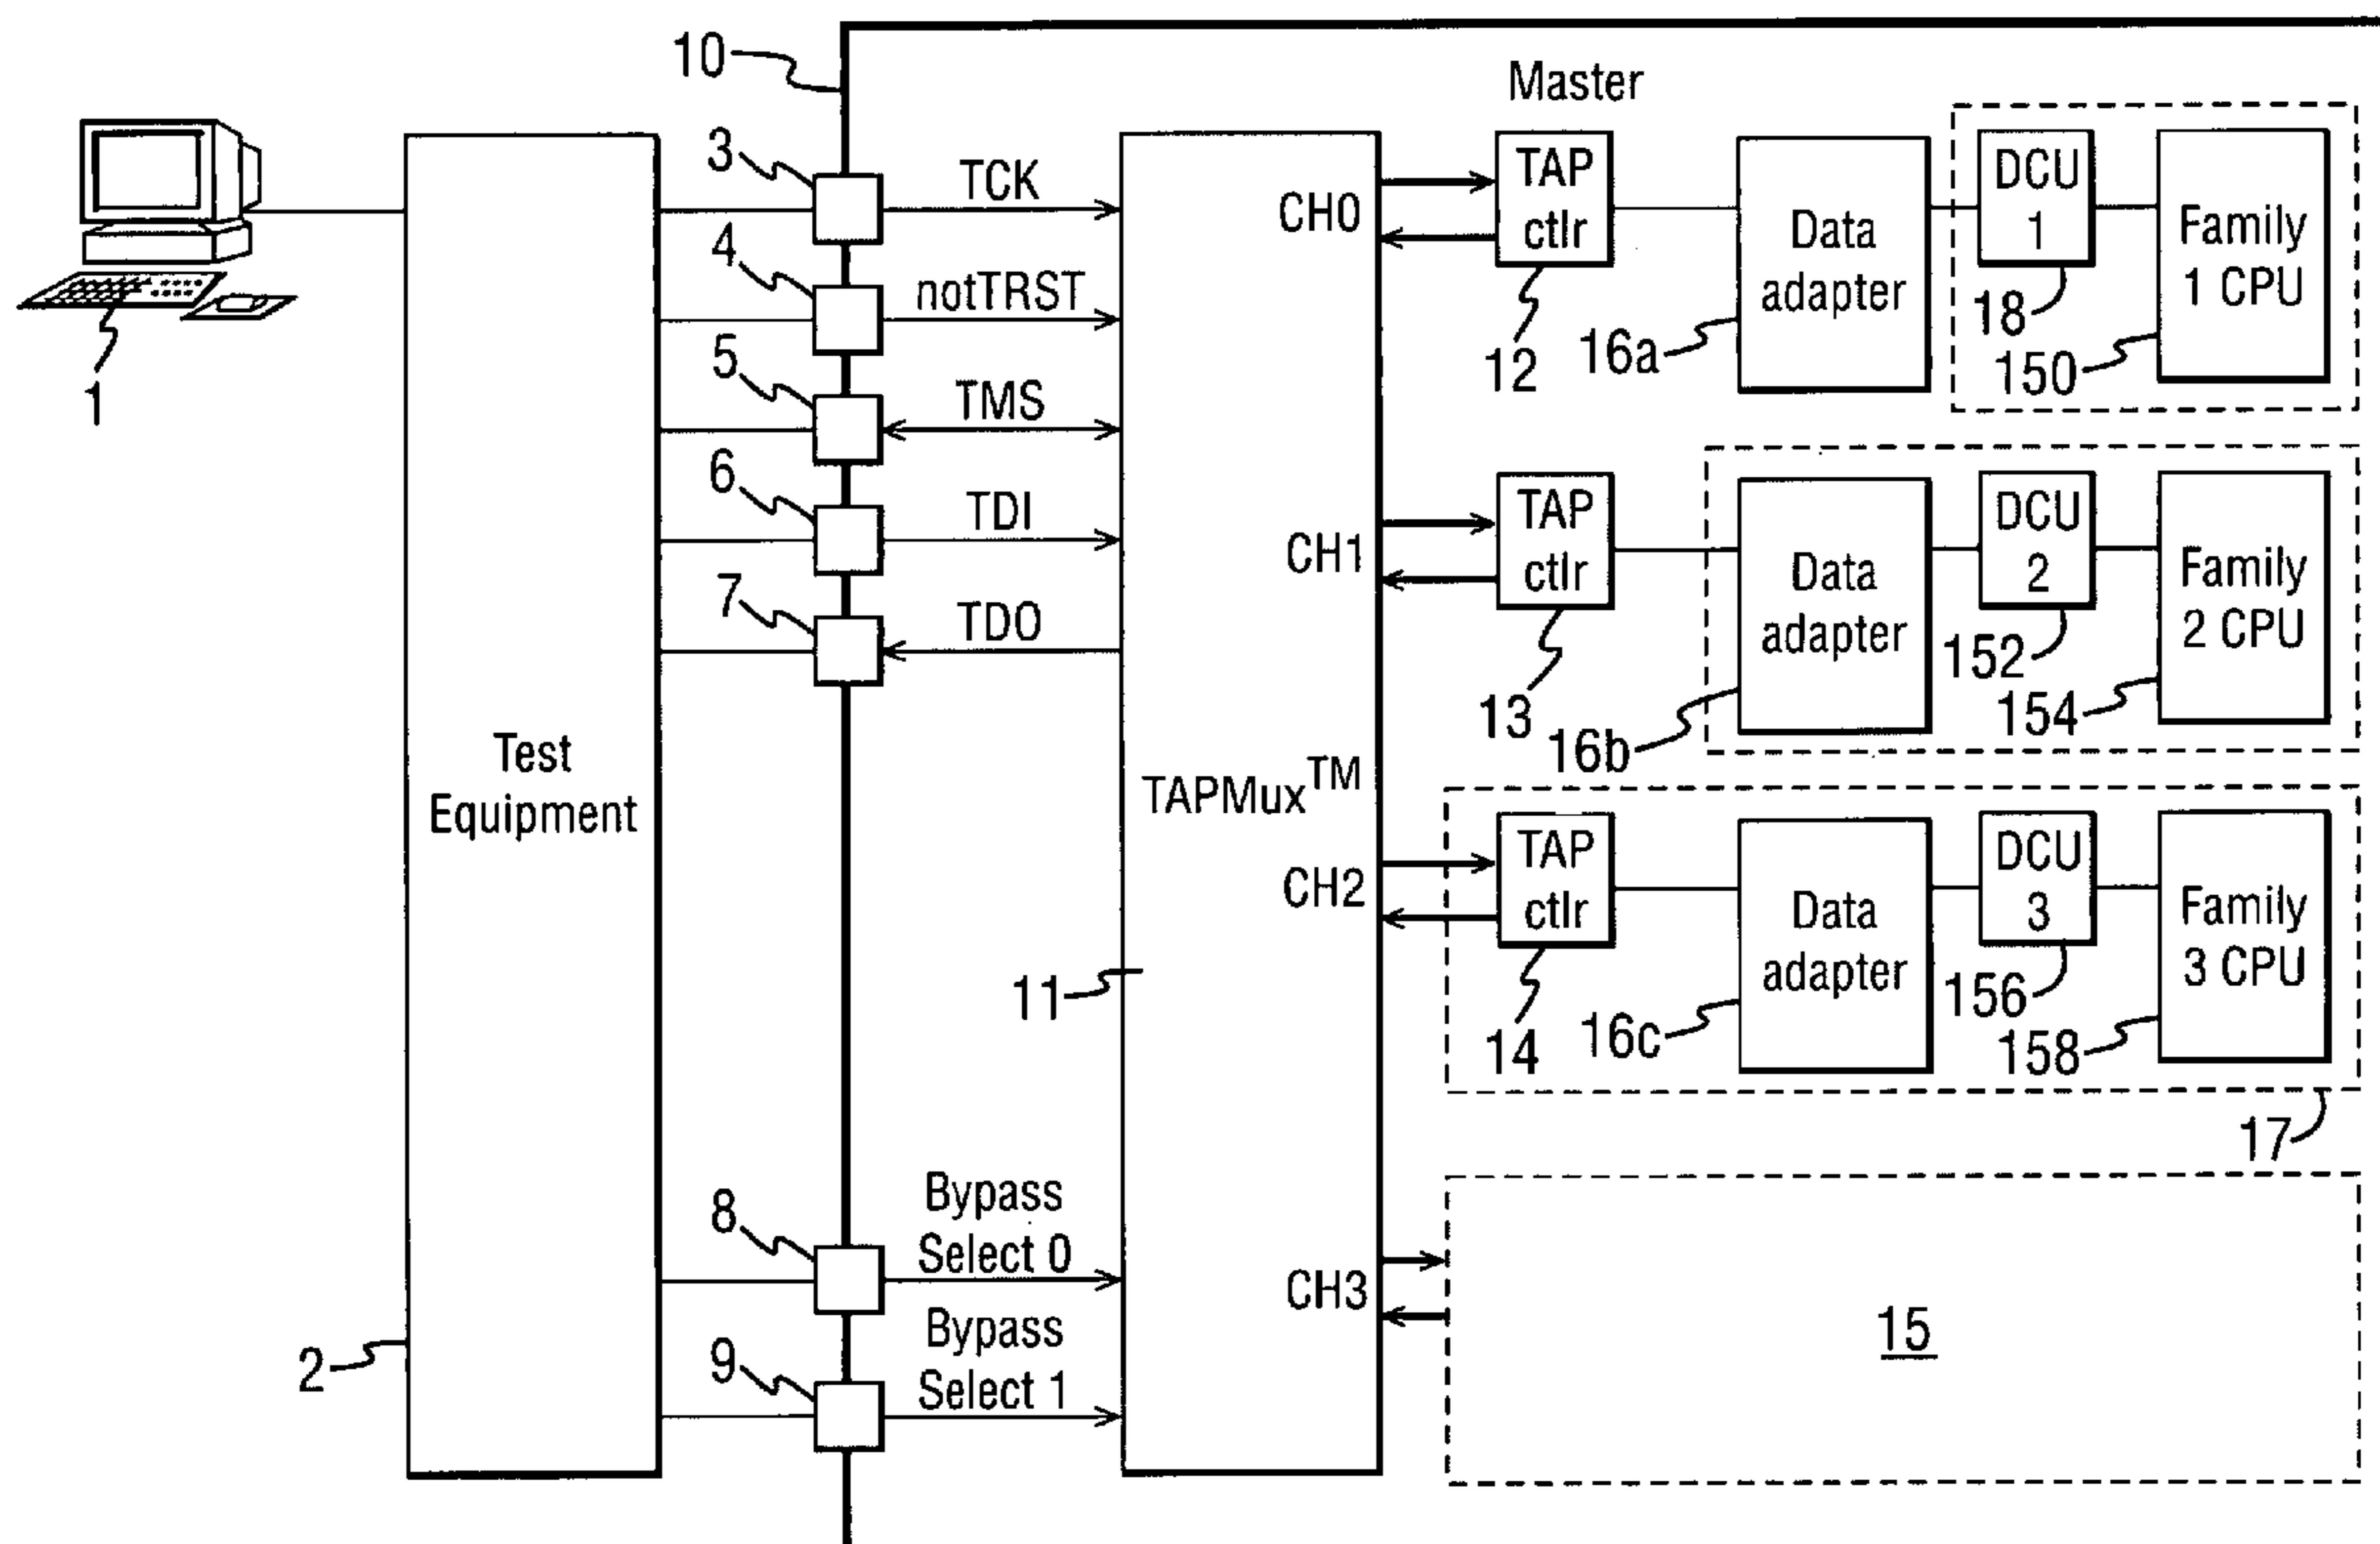 10
Master
3
TCK
CH0
TAP
ctlr
Data
adapter
DCU
1
Family
1 CPU
4
notTRST
12
16a
18
150
1
5
TMS
6
TDI
CH1
TAP
ctlr
Data
adapter
DCU
2
Family
2 CPU
7
TDO
13
16b
152
154
Test
Equipment
TAPMux™
CH2
TAP
ctlr
Data
adapter
DCU
3
Family
3 CPU
11
14
16c
156
158
17
8
Bypass
Select 0
CH3
15
2
9
Bypass
Select 1